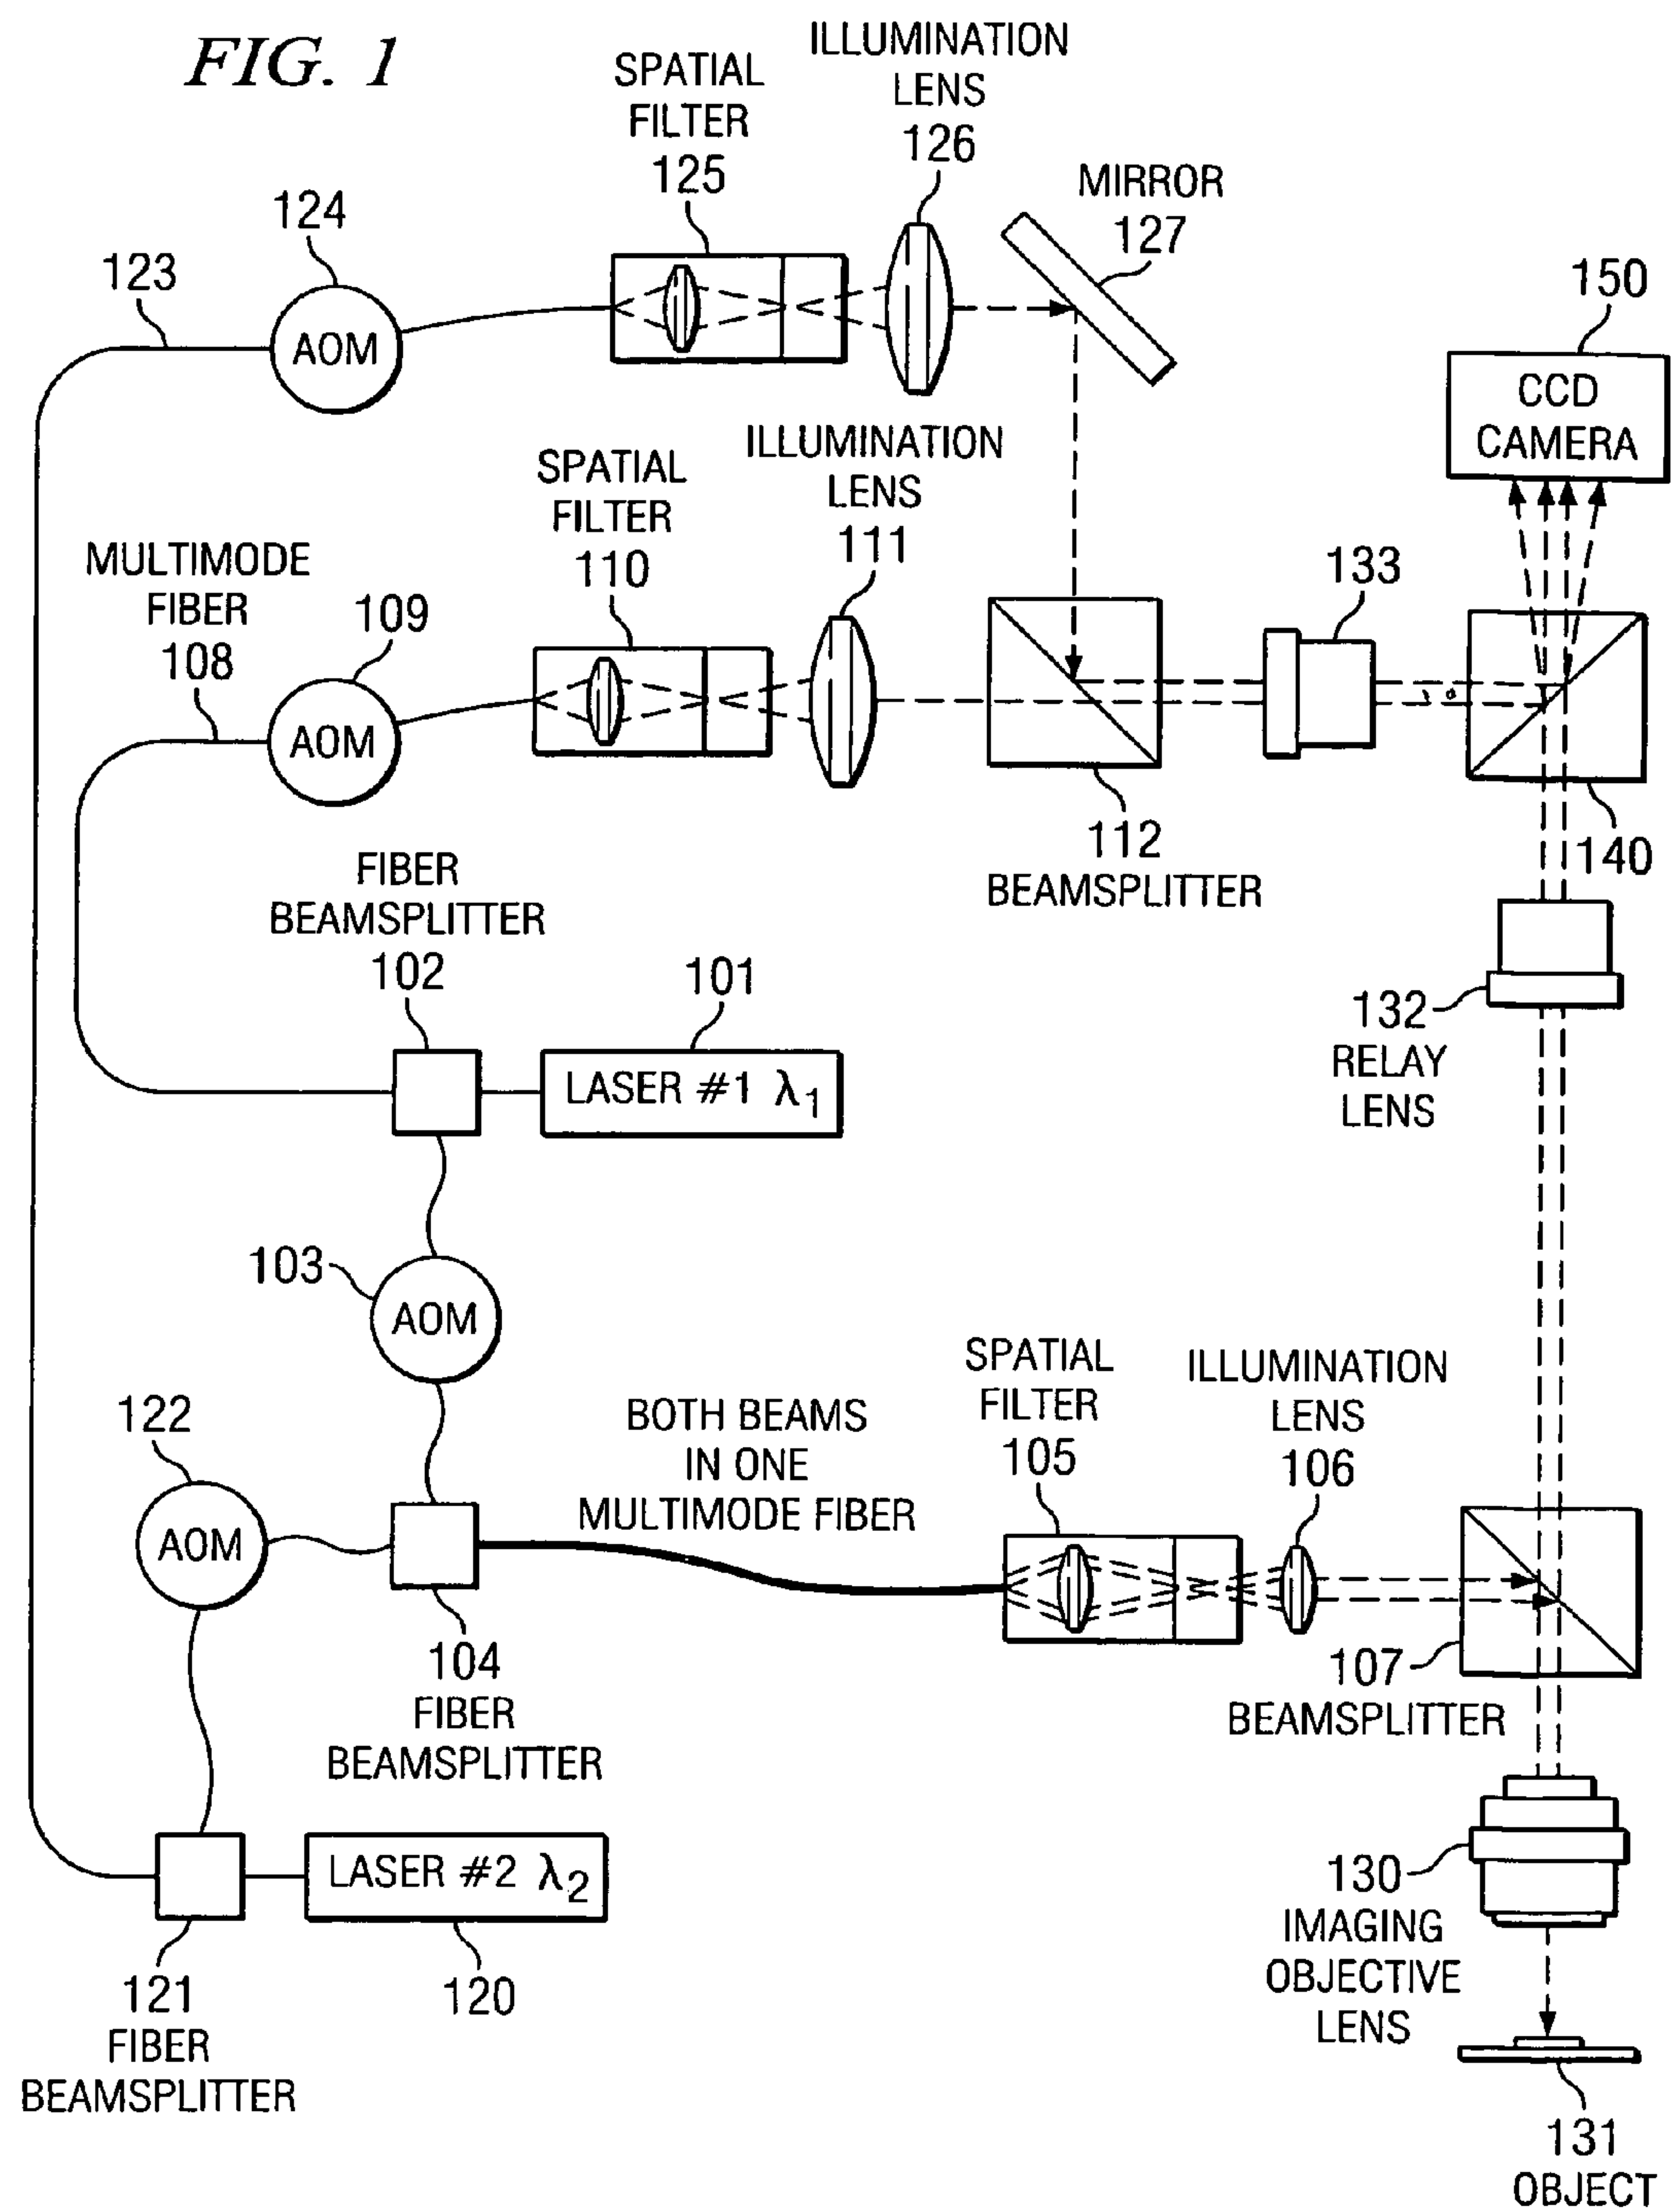 FIG. 1
SPATIAL
FILTER
125
ILLUMINATION
LENS
126
MIRROR
127
124
123
AOM
150
CCD
CAMERA
SPATIAL
FILTER
110
ILLUMINATION
LENS
111
MULTIMODE
FIBER
108
109
AOM
133
112
BEAMSPLITTER
140
FIBER
BEAMSPLITTER
102
101
LASER #1 λ1
132
RELAY
LENS
103
AOM
122
AOM
BOTH BEAMS
IN ONE
MULTIMODE FIBER
SPATIAL
FILTER
105
ILLUMINATION
LENS
106
104
FIBER
BEAMSPLITTER
107
BEAMSPLITTER
LASER #2 λ2
121
FIBER
BEAMSPLITTER
120
130
IMAGING
OBJECTIVE
LENS
131
OBJECT